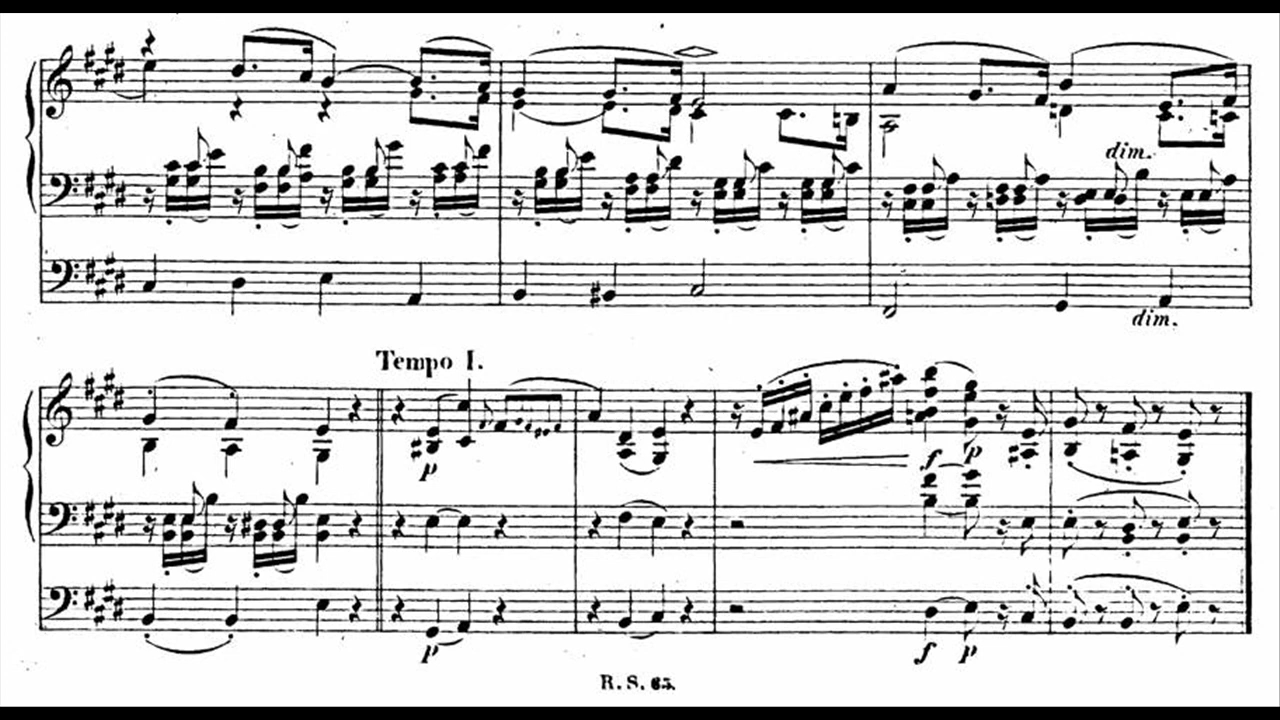 dim.
dim.
Tempo I.
p
f p
p
f p
R. S. 65.